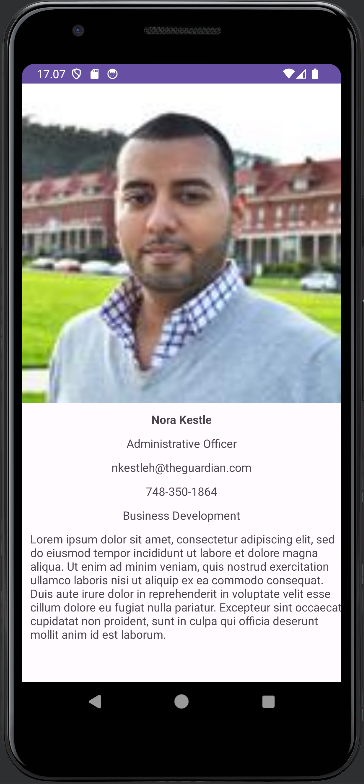 17.07
Nora Kestle
Administrative Officer
nkestleh@theguardian.com
748-350-1864
Business Development
Lorem ipsum dolor sit amet, consectetur adipiscing elit, sed
do eiusmod tempor incididunt ut labore et dolore magna
aliqua. Ut enim ad minim veniam, quis nostrud exercitation
ullamco laboris nisi ut aliquip ex ea commodo consequat.
Duis aute irure dolor in reprehenderit in voluptate velit esse
cillum dolore eu fugiat nulla pariatur. Excepteur sint occaecat
cupidatat non proident, sunt in culpa qui officia deserunt
mollit anim id est laborum.